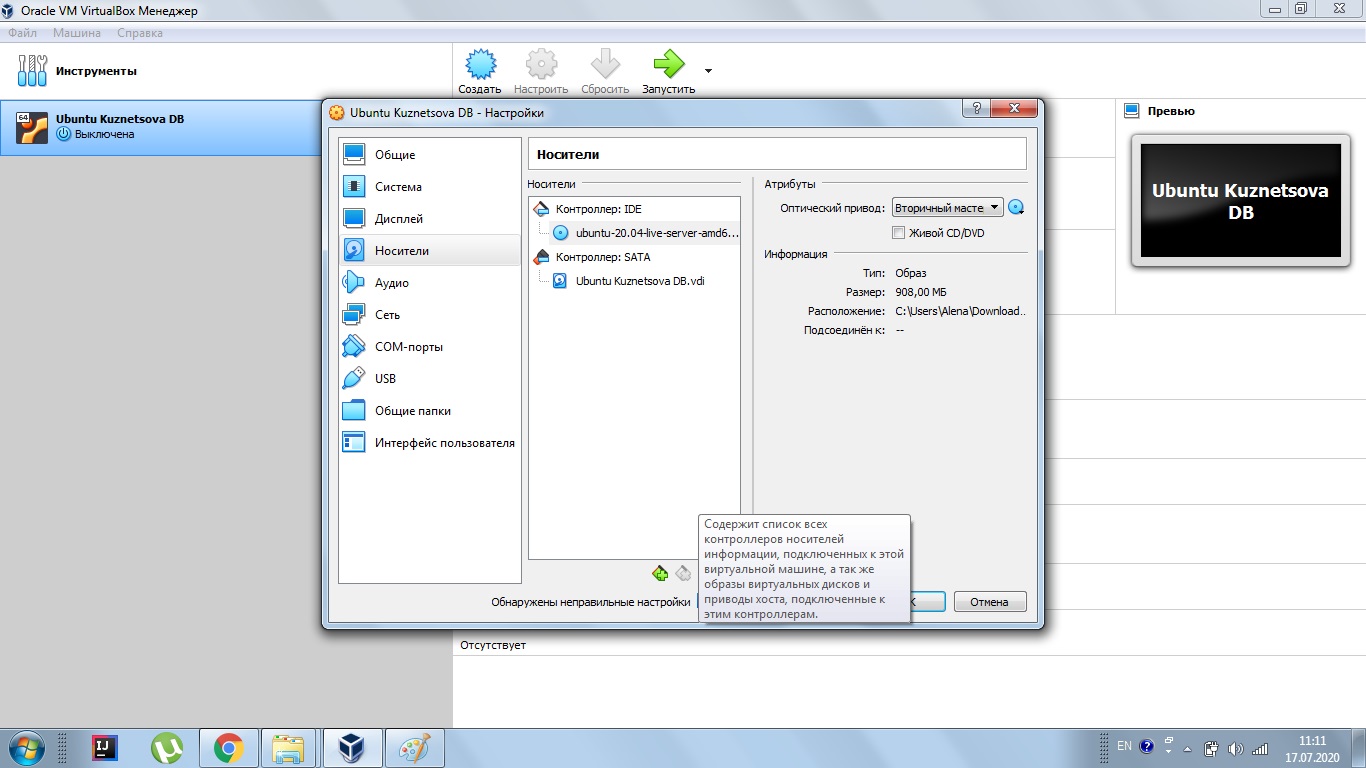 Oracle VM VirtualBox Менеджер
Файл Машина Справка
Инструменты
Создать Настроить Сбросить Запустить
64
Ubuntu Kuznetsova DB
Выключена
Превью
Ubuntu Kuznetsova
DB
Ubuntu Kuznetsova DB - Настройки
?
Общие
Система
Дисплей
Носители
Аудио
Сеть
COM-порты
USB
Общие папки
Интерфейс пользователя
Носители
Носители
Контроллер: IDE
ubuntu-20.04-live-server-amd6...
Контроллер: SATA
Ubuntu Kuznetsova DB.vdi
Атрибуты
Оптический привод: Вторичный масте
Живой CD/DVD
Информация
Тип: Образ
Размер: 908,00 МБ
Расположение: C:\Users\Alena\Download..
Подсоединён к: --
Содержит список всех
контроллеров носителей
информации, подключенных к этой
виртуальной машине, а так же
образы виртуальных дисков и
приводы хоста, подключенные к
этим контроллерам.
Обнаружены неправильные настройки
Отмена
Отсутствует
IJ
EN
?
11:11
17.07.2020